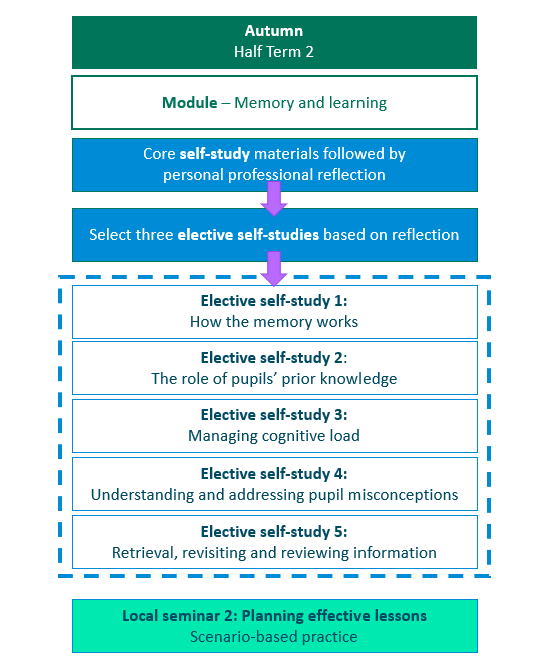 Autumn
Half Term 2
Module – Memory and learning
Core self-study materials followed by
personal professional reflection
Select three elective self-studies based on reflection
Elective self-study 1:
How the memory works
Elective self-study 2:
The role of pupils’ prior knowledge
Elective self-study 3:
Managing cognitive load
Elective self-study 4:
Understanding and addressing pupil misconceptions
Elective self-study 5:
Retrieval, revisiting and reviewing information
Local seminar 2: Planning effective lessons
Scenario-based practice